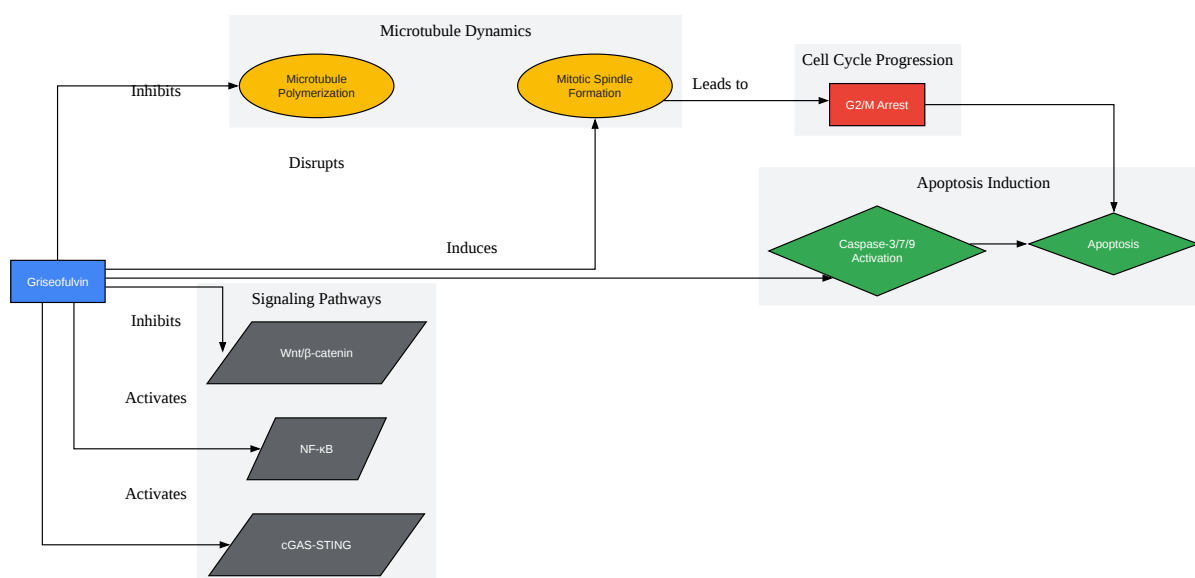 Microtubule Dynamics
Microtubule
Polymerization
Mitotic Spindle
Formation
Inhibits
Leads to
Cell Cycle Progression
G2/M Arrest
Disrupts
Apoptosis Induction
Caspase-3/7/9
Activation
Apoptosis
Induces
Griseofulvin
Signaling Pathways
Inhibits
Wnt/β-catenin
Activates
NF-κB
Activates
cGAS-STING